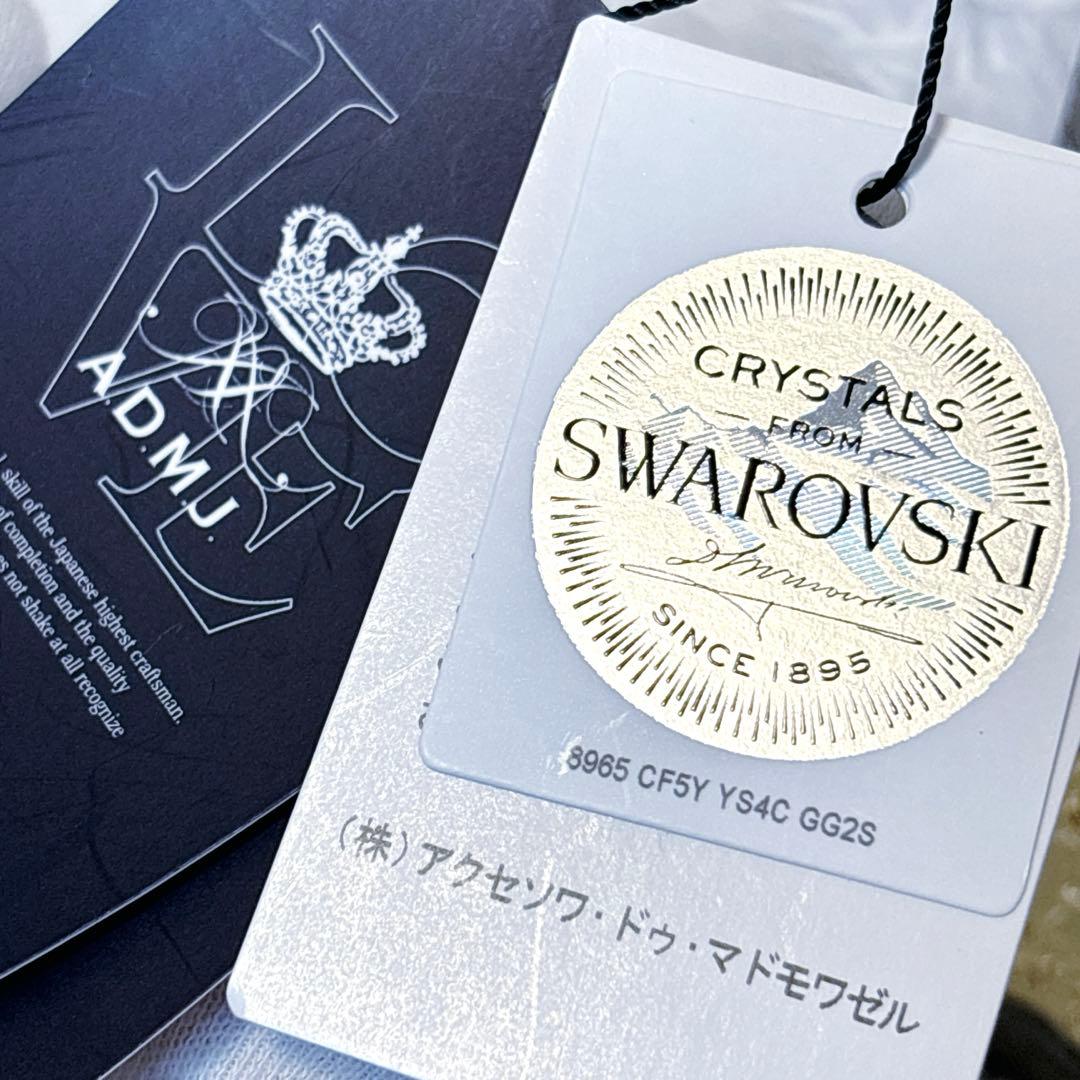 A.D.M.J.
skill of the Japanese highest craftsman.
of completion and the quality
not shake at all recognize
CRYSTALS
FROM
SWAROVSKI
SINCE 1895
8965 CF5Y YS4C GG2S
(株)アクセソワ・ドゥ・マドモワゼル